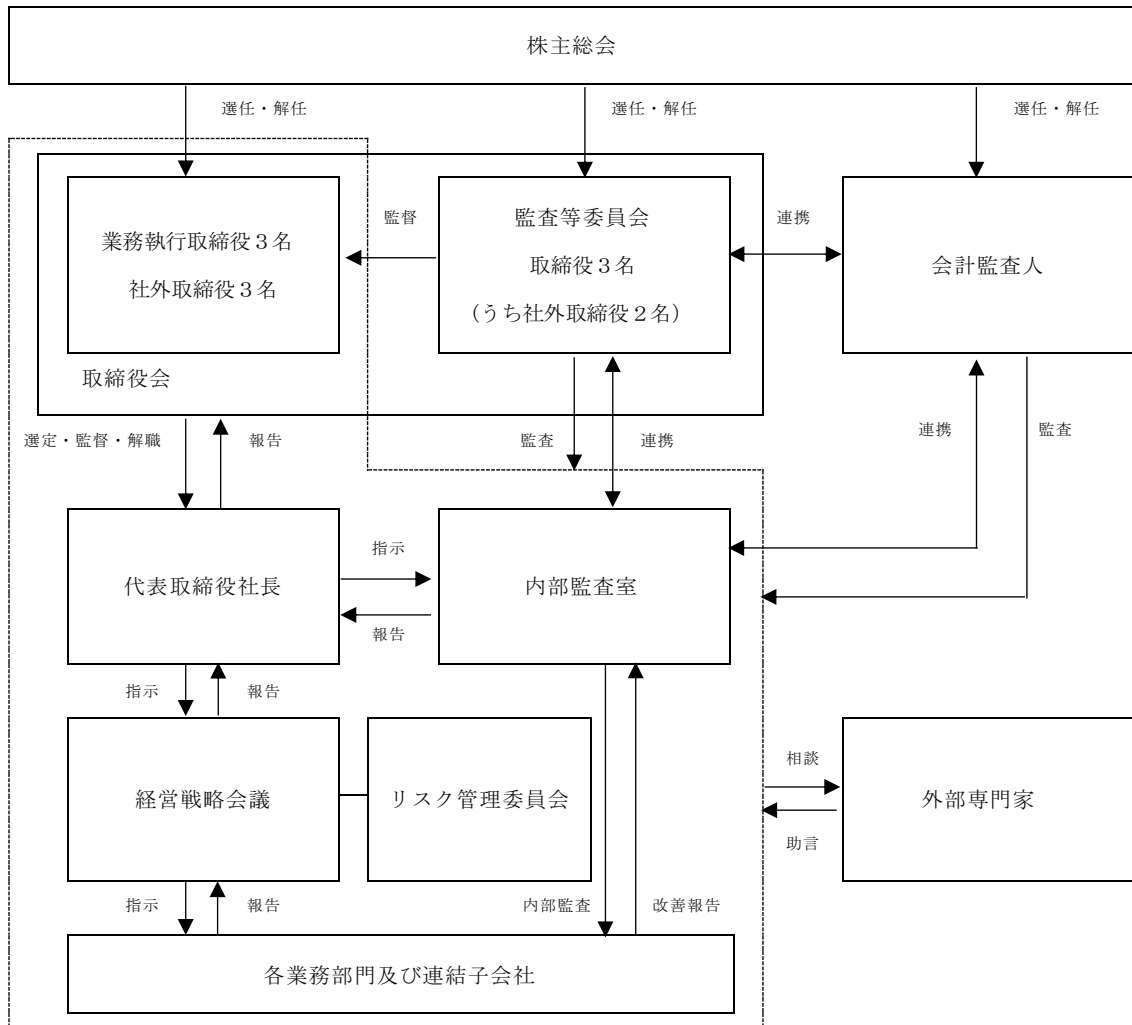 株主総会
選任・解任
選任・解任
選任・解任
業務執行取締役３名
社外取締役３名
監督
監査等委員会
取締役３名
（うち社外取締役２名）
連携
会計監査人
取締役会
選定・監督・解職
報告
監査
連携
連携
監査
代表取締役社長
指示
報告
内部監査室
指示
報告
経営戦略会議
リスク管理委員会
相談
助言
外部専門家
指示
報告
内部監査
改善報告
各業務部門及び連結子会社